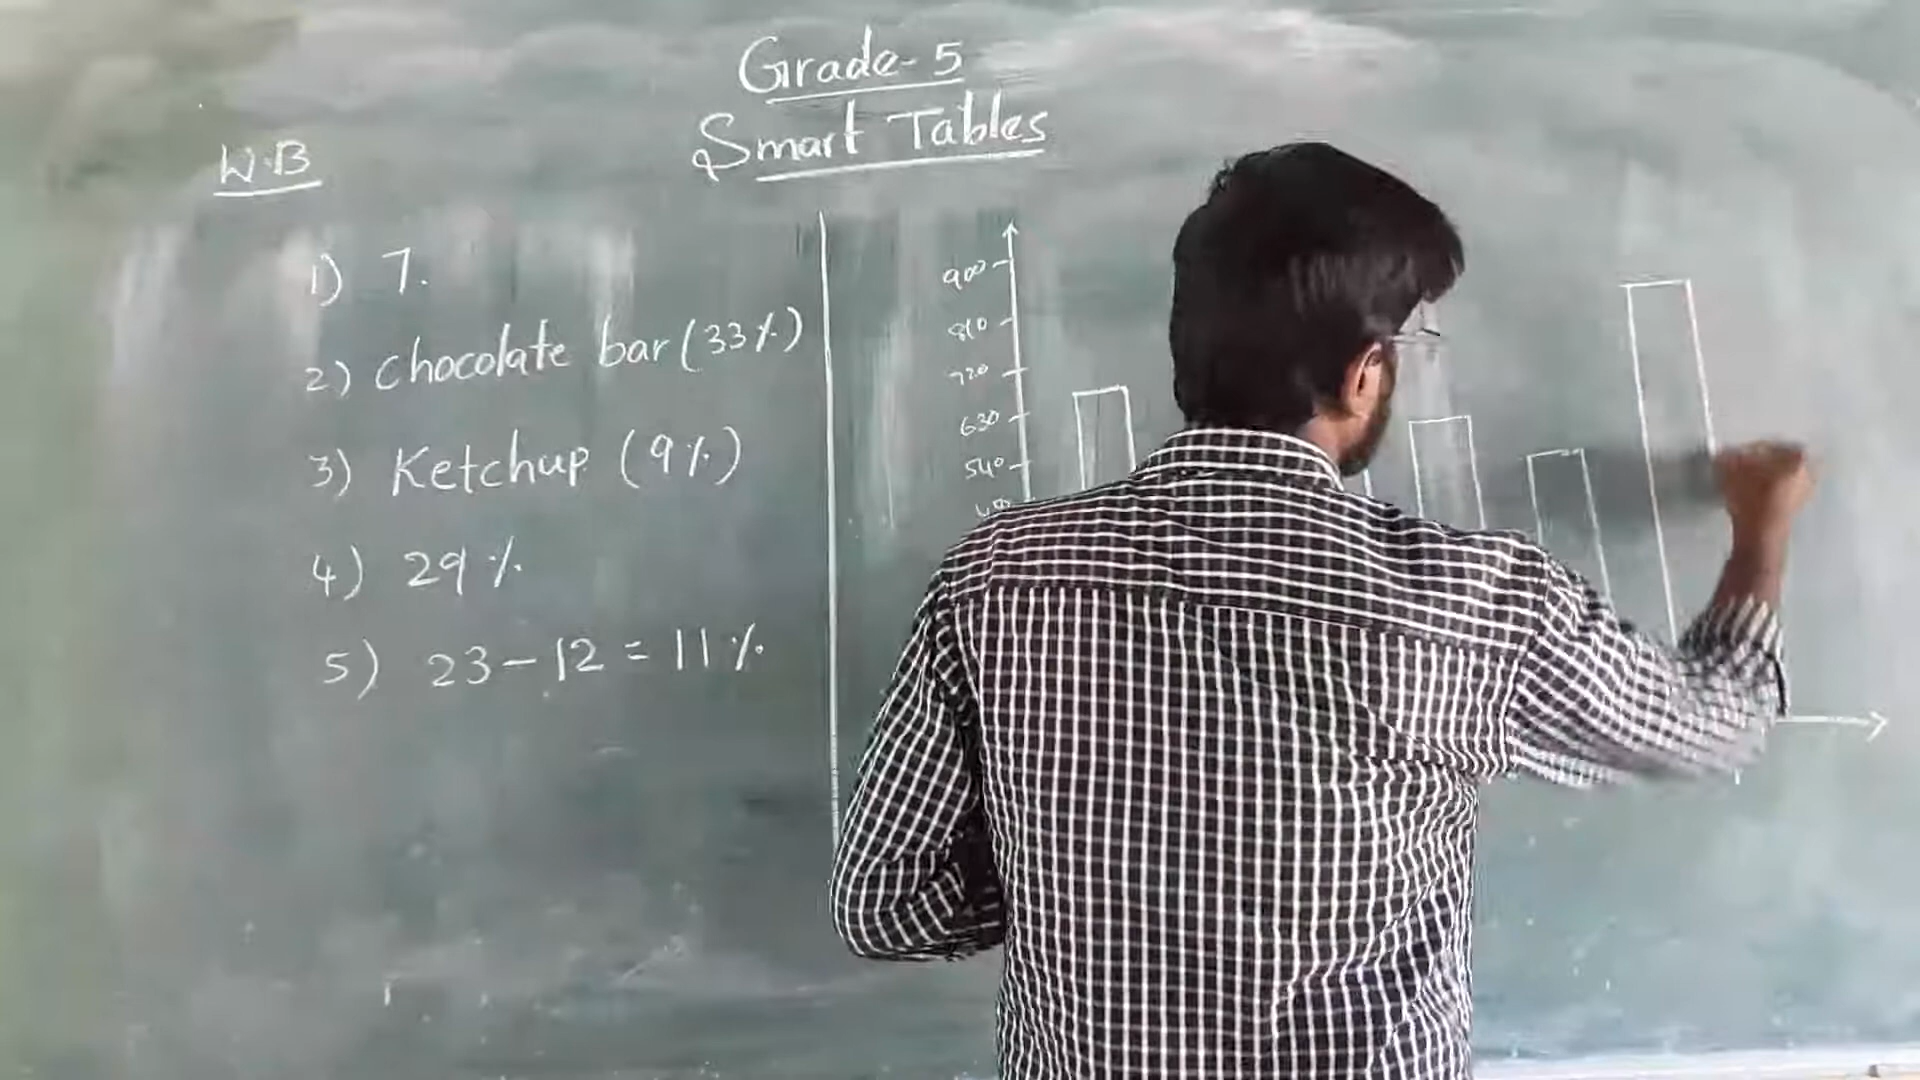 Grade-5
Smart Tables
W.B
1) 7.
2) Chocolate bar (33%)
3) Ketchup (9%)
4) 29%
5) 23-12=11%
900
810
720
630
540